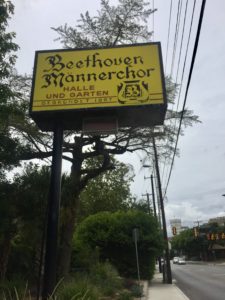 Beethoven
Männerchor
HALLE
UND GARTEN
GEGRÜNDET 1867